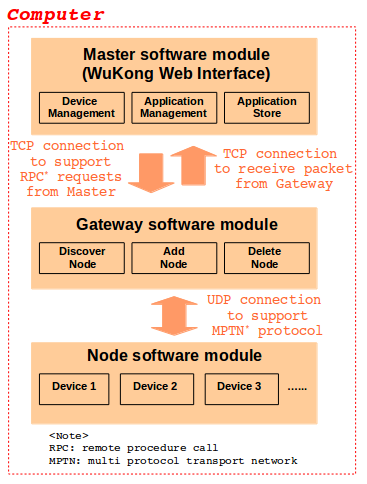 Computer
Master software module
(WuKong Web Interface)
Device
Management
Application
Management
Application
Store
TCP connection
to support
RPC* requests
from Master
TCP connection
to receive packet
from Gateway
Gateway software module
Discover
Node
Add
Node
Delete
Node
UDP connection
to support
MPTN* protocol
Node software module
Device 1
Device 2
Device 3
......
<Note>
RPC: remote procedure call
MPTN: multi protocol transport network